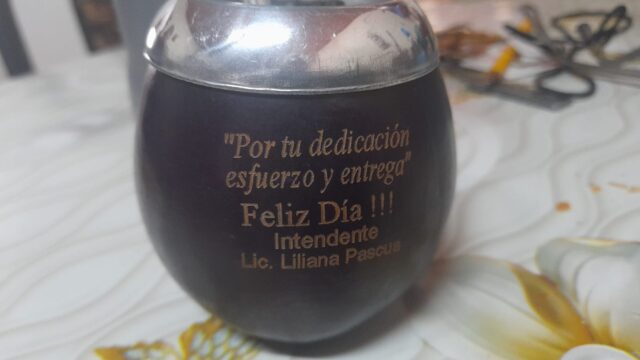 "Por tu dedicación
esfuerzo y entrega"
Feliz Día !!!
Intendente
Lic. Liliana Pascua